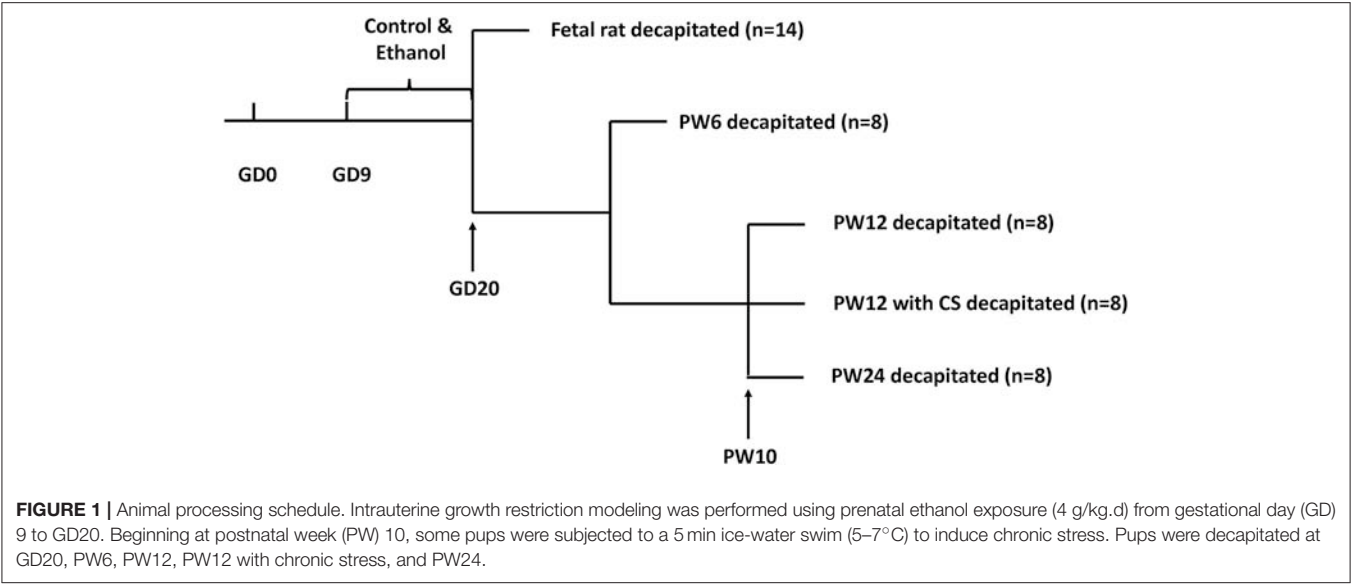 Control &
Ethanol
Fetal rat decapitated (n=14)
PW6 decapitated (n=8)
GD0
GD9
PW12 decapitated (n=8)
GD20
PW12 with CS decapitated (n=8)
PW24 decapitated (n=8)
PW10
FIGURE 1 | Animal processing schedule. Intrauterine growth restriction modeling was performed using prenatal ethanol exposure (4 g/kg.d) from gestational day (GD)
9 to GD20. Beginning at postnatal week (PW) 10, some pups were subjected to a 5 min ice-water swim (5–7°C) to induce chronic stress. Pups were decapitated at
GD20, PW6, PW12, PW12 with chronic stress, and PW24.